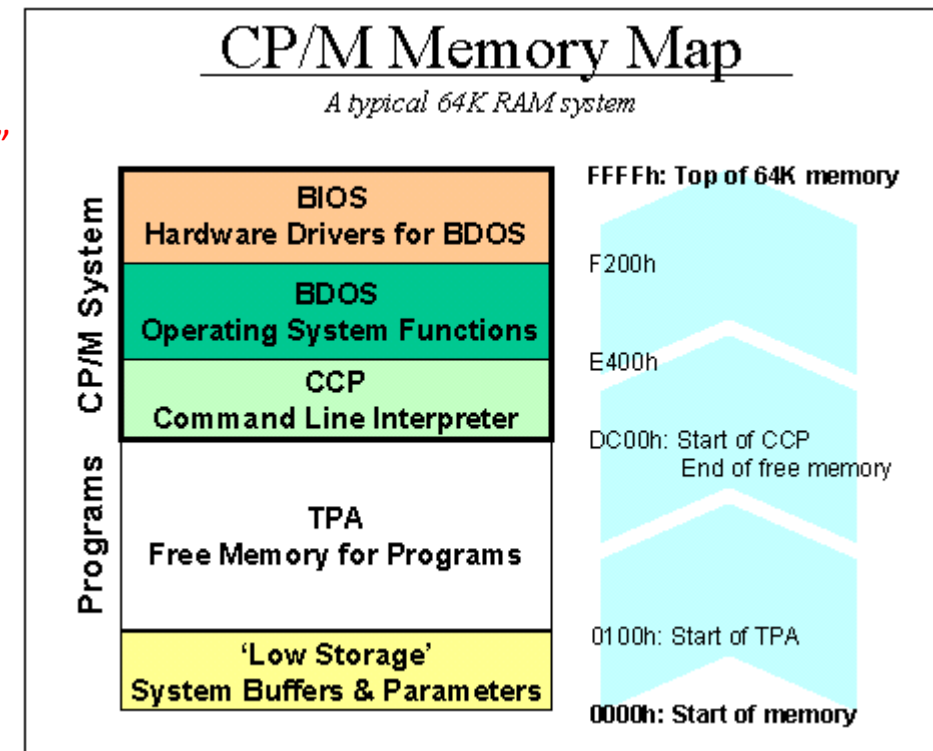 CP/M Memory Map
A typical 64K RAM system
”
CP/M System
Programs
BIOS
Hardware Drivers for BDOS
BDOS
Operating System Functions
CCP
Command Line Interpreter
TPA
Free Memory for Programs
‘Low Storage’
System Buffers & Parameters
FFFFh: Top of 64K memory
F200h
E400h
DC00h: Start of CCP
End of free memory
0100h: Start of TPA
0000h: Start of memory